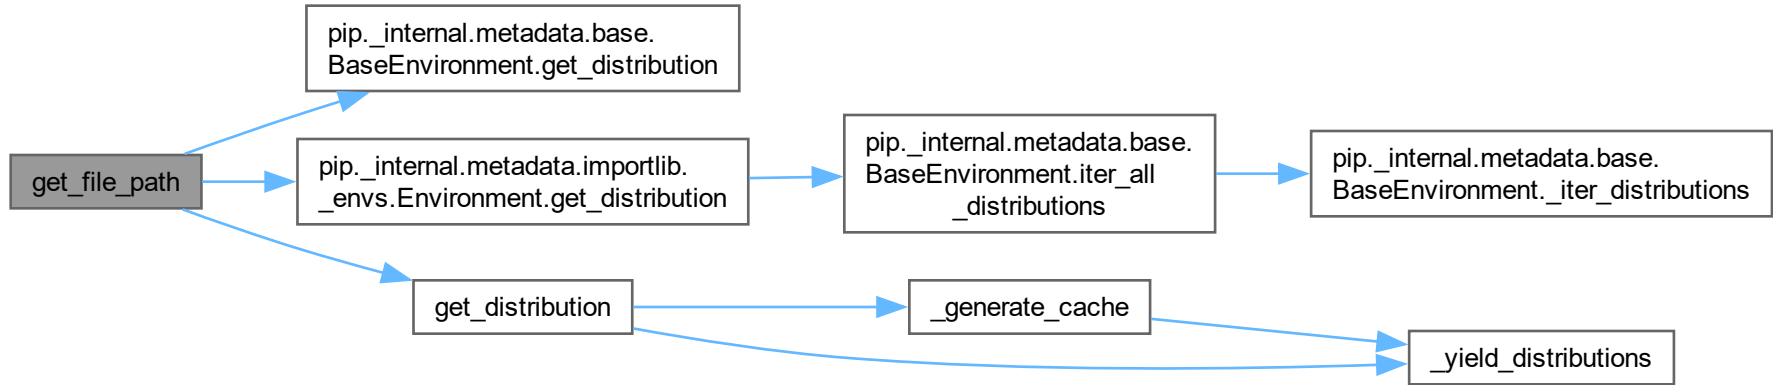 get_file_path
pip._internal.metadata.base.
BaseEnvironment.get_distribution
pip._internal.metadata.importlib.
_envs.Environment.get_distribution
pip._internal.metadata.base.
BaseEnvironment.iter_all
_distributions
pip._internal.metadata.base.
BaseEnvironment._iter_distributions
get_distribution
_generate_cache
_yield_distributions